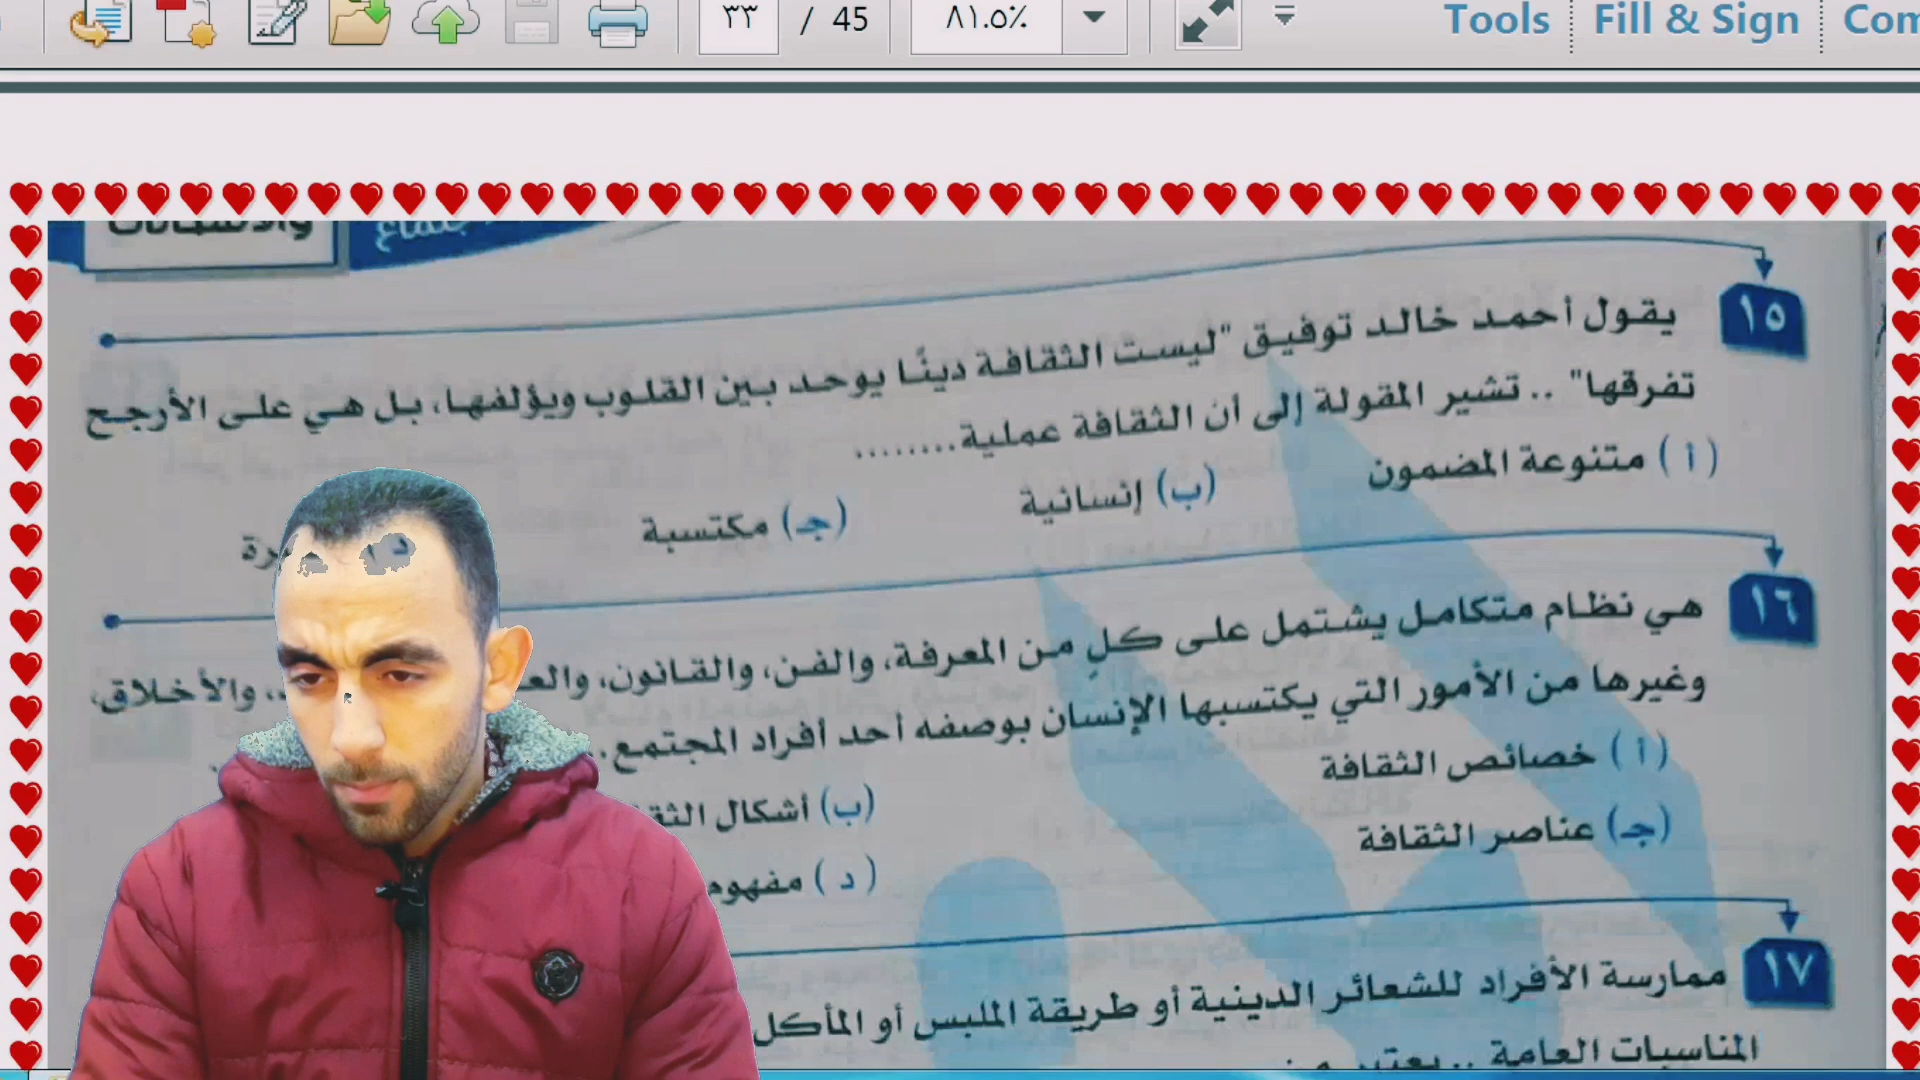 ٣٣ / 45 ٨١.٥٪ Tools Fill & Sign
١٥ يقول أحمد خالد توفيق "ليست الثقافة دينًا يوحد بين القلوب ويؤلفها، بل هي على الأرجح
تفرقها" .. تشير المقولة إلى أن الثقافة عملية........
(أ) متنوعة المضمون (ب) إنسانية (جـ) مكتسبة
١٦ هي نظام متكامل يشتمل على كلٍ من المعرفة، والفن، والقانون، والأخلاق،
وغيرها من الأمور التي يكتسبها الإنسان بوصفه أحد أفراد المجتمع.
(أ) خصائص الثقافة (ب) أشكال
(جـ) عناصر الثقافة (د) مفهوم
١٧ ممارسة الأفراد للشعائر الدينية أو طريقة الملبس أو المأكل
المناسبات العامة .. يعتبر من